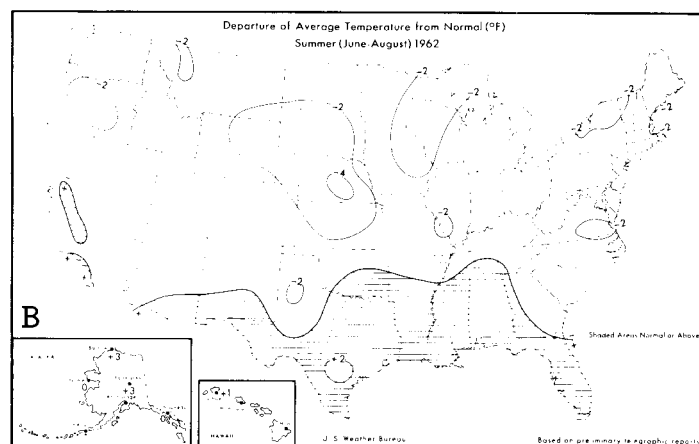 Departure of Average Temperature from Normal (°F)
Summer (June-August) 1962
-2
-2
-2
-2
-2
-2
-2
-2
-2
-4
-2
-2
-2
B
Shaded Areas Normal or Above
+3
+3
+1
+2
HAWAII
U. S. Weather Bureau
Based on preliminary telegraphic reports